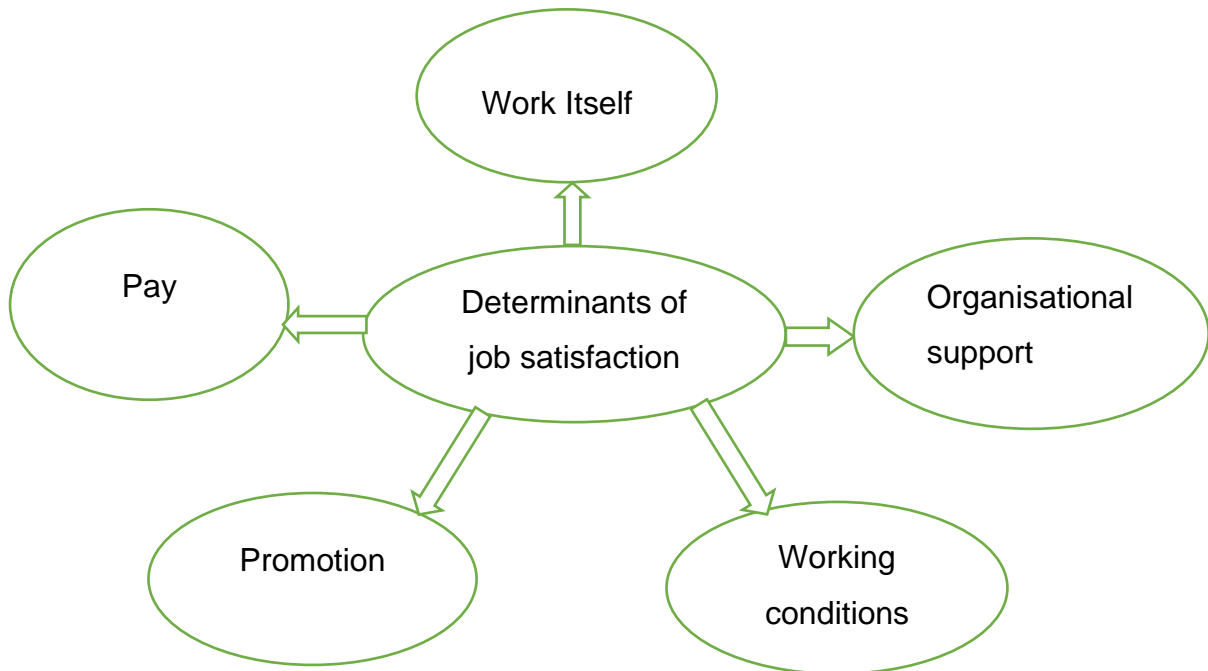 Work Itself
Pay
Determinants of
job satisfaction
Organisational
support
Promotion
Working
conditions